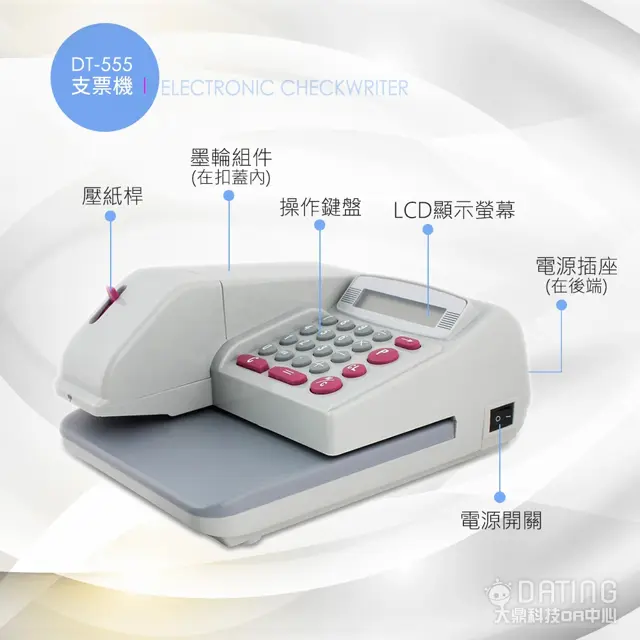 DT-555
支票機
ELECTRONIC CHECKWRITER
墨輪組件
(在扣蓋內)
壓紙桿
操作鍵盤
LCD顯示螢幕
電源插座
(在後端)
電源開關
DATING
大鼎科技OA中心